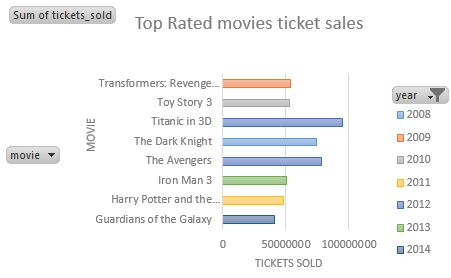 Sum of tickets_sold
Top Rated movies ticket sales
movie
MOVIE
Transformers: Revenge...
Toy Story 3
Titanic in 3D
The Dark Knight
The Avengers
Iron Man 3
Harry Potter and the...
Guardians of the Galaxy
0 50000000 100000000
TICKETS SOLD
year
2008
2009
2010
2011
2012
2013
2014